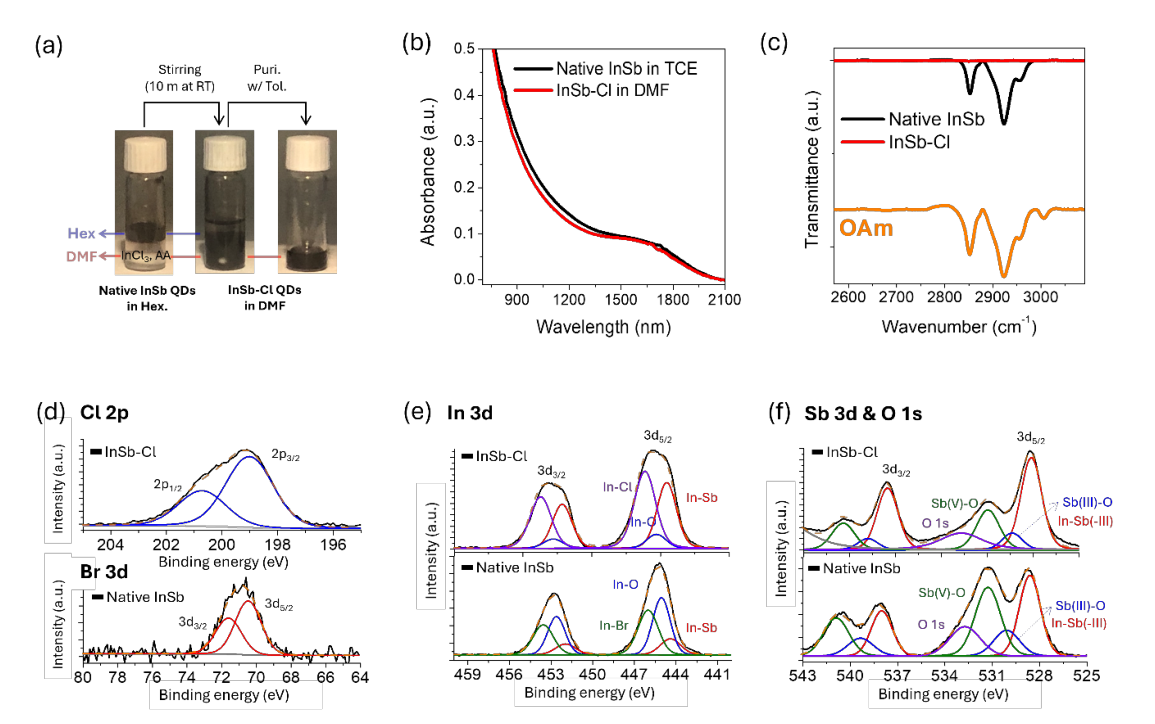 (a)
Stirring
(10 m at RT)
Puri.
w/ Tol.
Hex
DMF
InCl3, AA
Native InSb QDs
in Hex.
InSb-Cl QDs
in DMF
(b)
Absorbance (a.u.)
0.5
0.4
0.3
0.2
0.1
0.0
Native InSb in TCE
InSb-Cl in DMF
900 1200 1500 1800 2100
Wavelength (nm)
(c)
Transmittance (a.u.)
Native InSb
InSb-Cl
OAm
2600 2700 2800 2900 3000
Wavenumber (cm-1)
(d) Cl 2p
Intensity (a.u.)
InSb-Cl
2p1/2
2p3/2
204 202 200 198 196
Binding energy (eV)
Br 3d
Intensity (a.u.)
Native InSb
3d3/2
3d5/2
80 78 76 74 72 70 68 66 64
Binding energy (eV)
(e) In 3d
Intensity (a.u.)
InSb-Cl
3d3/2
3d5/2
In-Cl
In-O
In-Sb
Native InSb
In-O
In-Br
In-Sb
459 456 453 450 447 444 441
Binding energy (eV)
(f) Sb 3d & O 1s
Intensity (a.u.)
InSb-Cl
3d3/2
3d5/2
Sb(V)-O
O 1s
Sb(III)-O
In-Sb(-III)
Native InSb
Sb(V)-O
O 1s
Sb(III)-O
In-Sb(-III)
543 540 537 534 531 528 525
Binding energy (eV)